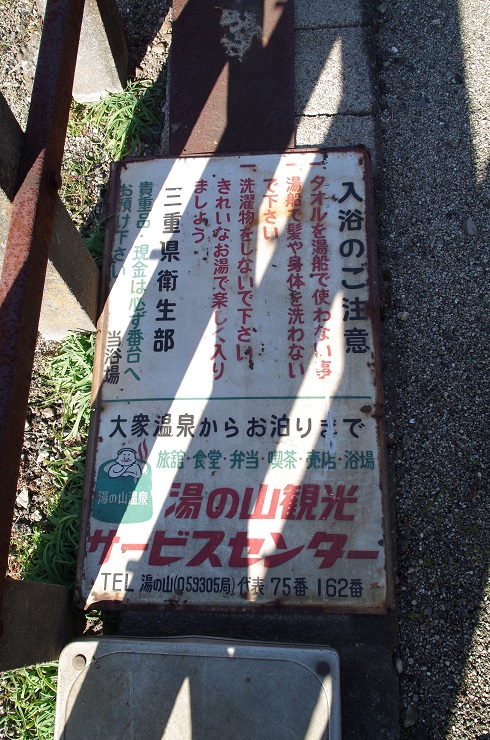 入浴のご注意
一、タオルを湯船で使わない事
一、湯船で髪や身体を洗わない
で下さい
一、洗濯物をしないで下さい
きれいなお湯で楽しく入り
ましよう
三重県衛生部
貴重品・現金は必ず番台へ
お預け下さい
当浴場
大衆温泉からお泊りまで
旅館・食堂・弁当・喫茶・売店・浴場
湯の山温泉
湯の山観光
サービスセンター
TEL 湯の山(059305局)代表 75番 162番